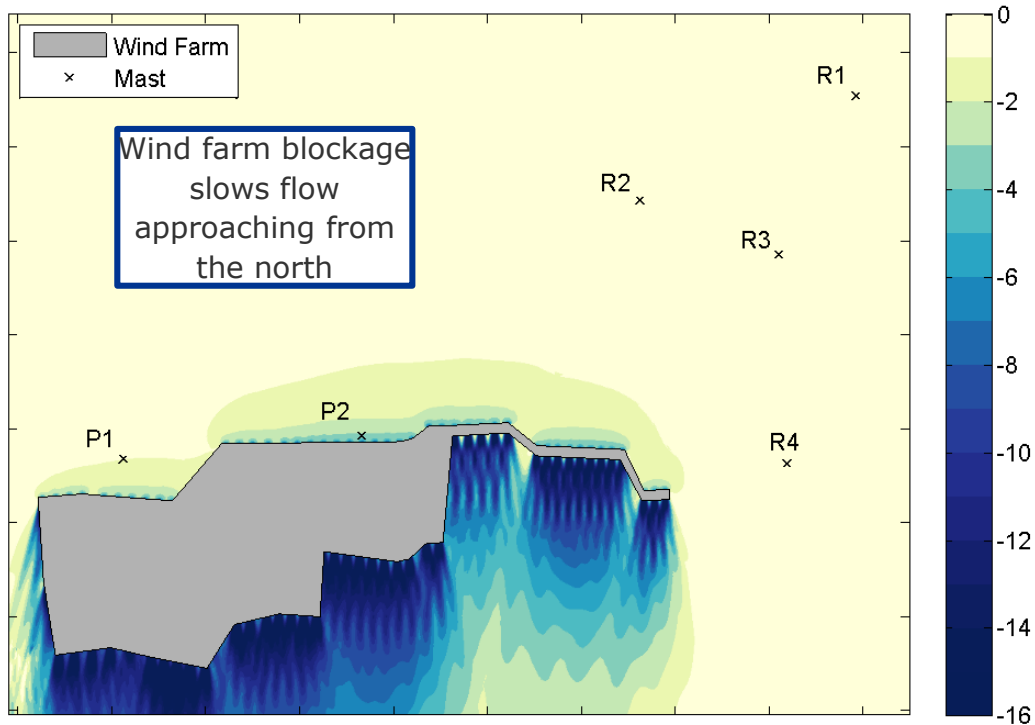 Wind Farm
Mast
Wind farm blockage
slows flow
approaching from
the north
R1
R2
R3
P2
P1
R4
0
-2
-4
-6
-8
-10
-12
-14
-16